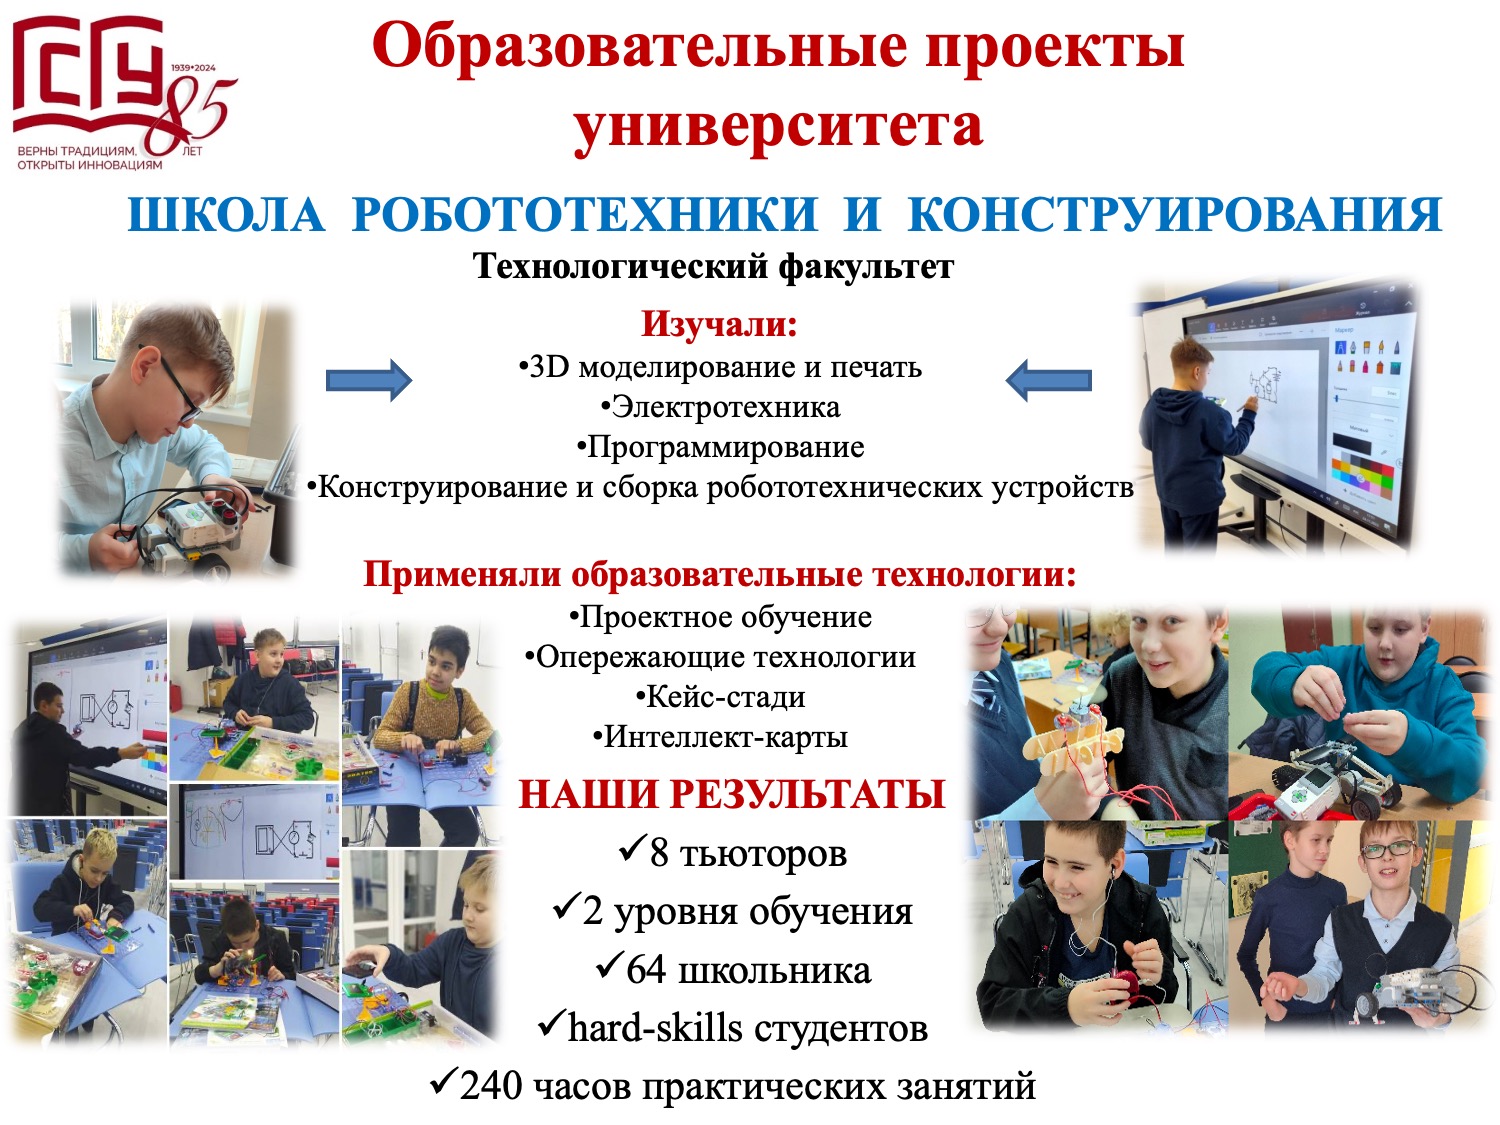 ГСГУ
1939•2024
85
ЛЕТ
ВЕРНЫ ТРАДИЦИЯМ,
ОТКРЫТЫ ИННОВАЦИЯМ
Образовательные проекты
университета
ШКОЛА РОБОТОТЕХНИКИ И КОНСТРУИРОВАНИЯ
Технологический факультет
Изучали:
•3D моделирование и печать
•Электротехника
•Программирование
•Конструирование и сборка робототехнических устройств
Применяли образовательные технологии:
•Проектное обучение
•Опережающие технологии
•Кейс-стади
•Интеллект-карты
НАШИ РЕЗУЛЬТАТЫ
✓8 тьюторов
✓2 уровня обучения
✓64 школьника
✓hard-skills студентов
✓240 часов практических занятий